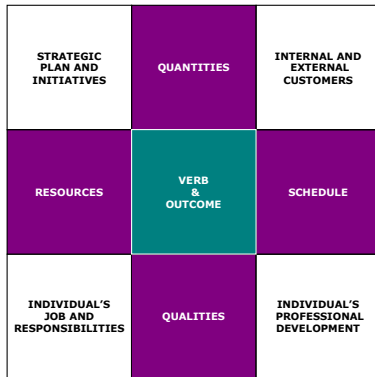 STRATEGIC
PLAN AND
INITIATIVES
QUANTITIES
INTERNAL AND
EXTERNAL
CUSTOMERS
RESOURCES
VERB
&
OUTCOME
SCHEDULE
INDIVIDUAL'S
JOB AND
RESPONSIBILITIES
QUALITIES
INDIVIDUAL'S
PROFESSIONAL
DEVELOPMENT